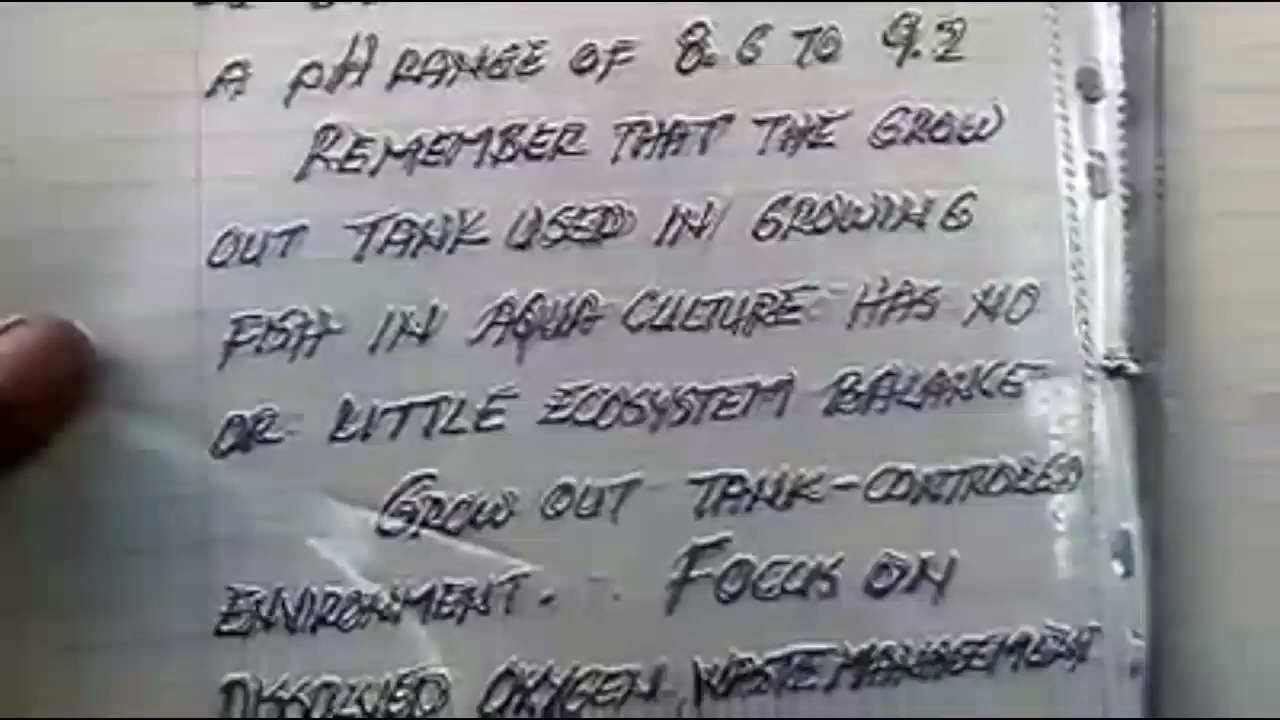 A pH RANGE OF 8.6 TO 9.2
REMEMBER THAT THE GROW
OUT TANK USED IN GROWING
FISH IN AQUA-CULTURE HAS NO
OR LITTLE ECOSYSTEM BALANCE
GROW OUT TANK-CONTROLED
ENVIRONMENT. FOCUS ON
DISSOLVED OXYGEN, WASTE MANAGEMENT